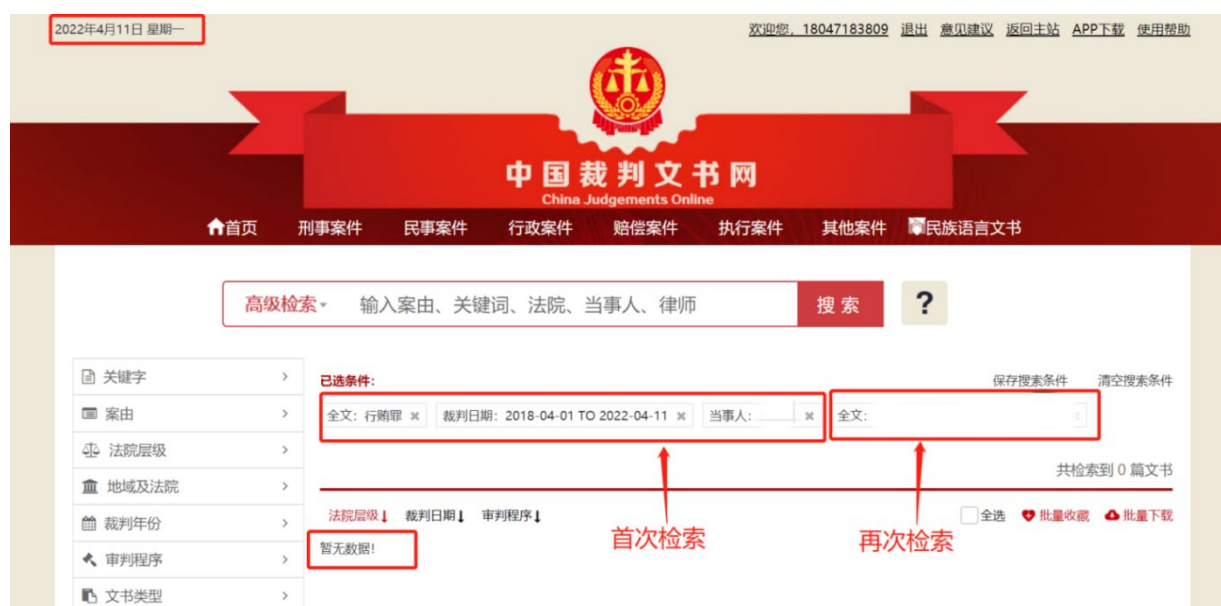 2022年4月11日 星期一
欢迎您，18047183809 退出 意见建议 返回主站 APP下载 使用帮助
中国裁判文书网
China Judgements Online
首页 刑事案件 民事案件 行政案件 赔偿案件 执行案件 其他案件 民族语言文书
高级检索 输入案由、关键词、法院、当事人、律师 搜索 ?
关键字
案由
法院层级
地域及法院
裁判年份
审判程序
文书类型
已选条件：
保存搜索条件 清空搜索条件
全文：行贿罪 × 裁判日期：2018-04-01 TO 2022-04-11 × 当事人： × 全文：
共检索到 0 篇文书
法院层级 裁判日期 审判程序
全选 批量收藏 批量下载
暂无数据!
首次检索
再次检索